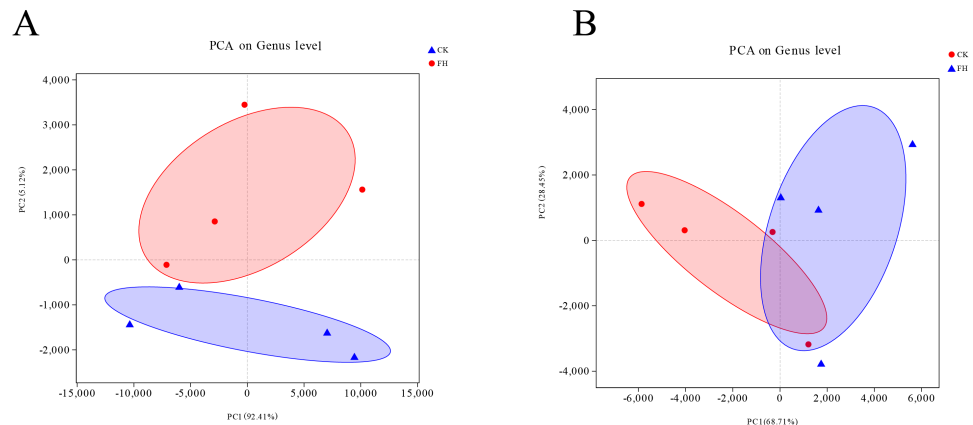 A
PCA on Genus level
CK
FH
4,000
3,000
2,000
1,000
0
-1,000
-2,000
PC2 (5.12%)
-15,000 -10,000 -5,000 0 5,000 10,000 15,000
PC1 (92.41%)
B
PCA on Genus level
CK
FH
4,000
2,000
0
-2,000
-4,000
PC2 (28.45%)
-6,000 -4,000 -2,000 0 2,000 4,000 6,000
PC1(68.71%)